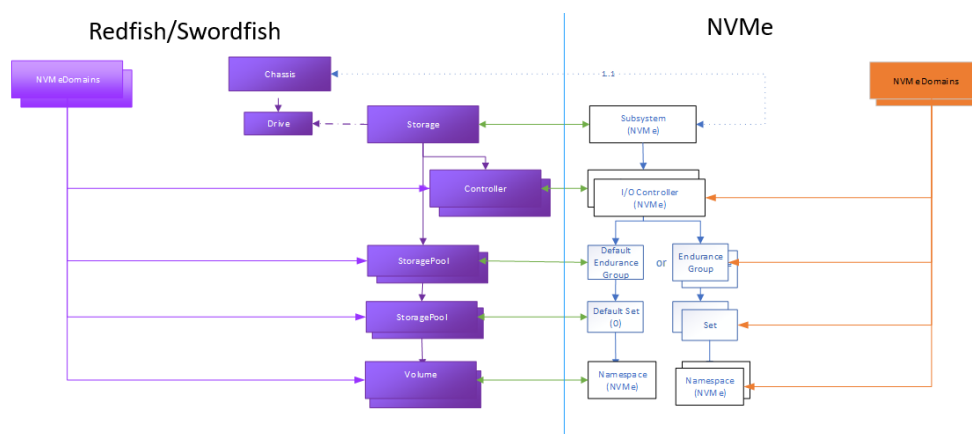 Redfish/Swordfish
NVMe
NVMeDomains
Chassis
1:1
NVMeDomains
Drive
Storage
Subsystem
(NVMe)
Controller
I/O Controller
(NVMe)
StoragePool
Default
Endurance
Group
or
Endurance
Group
StoragePool
Default Set
(0)
Set
Volume
Namespace
(NVMe)
Namespace
(NVMe)